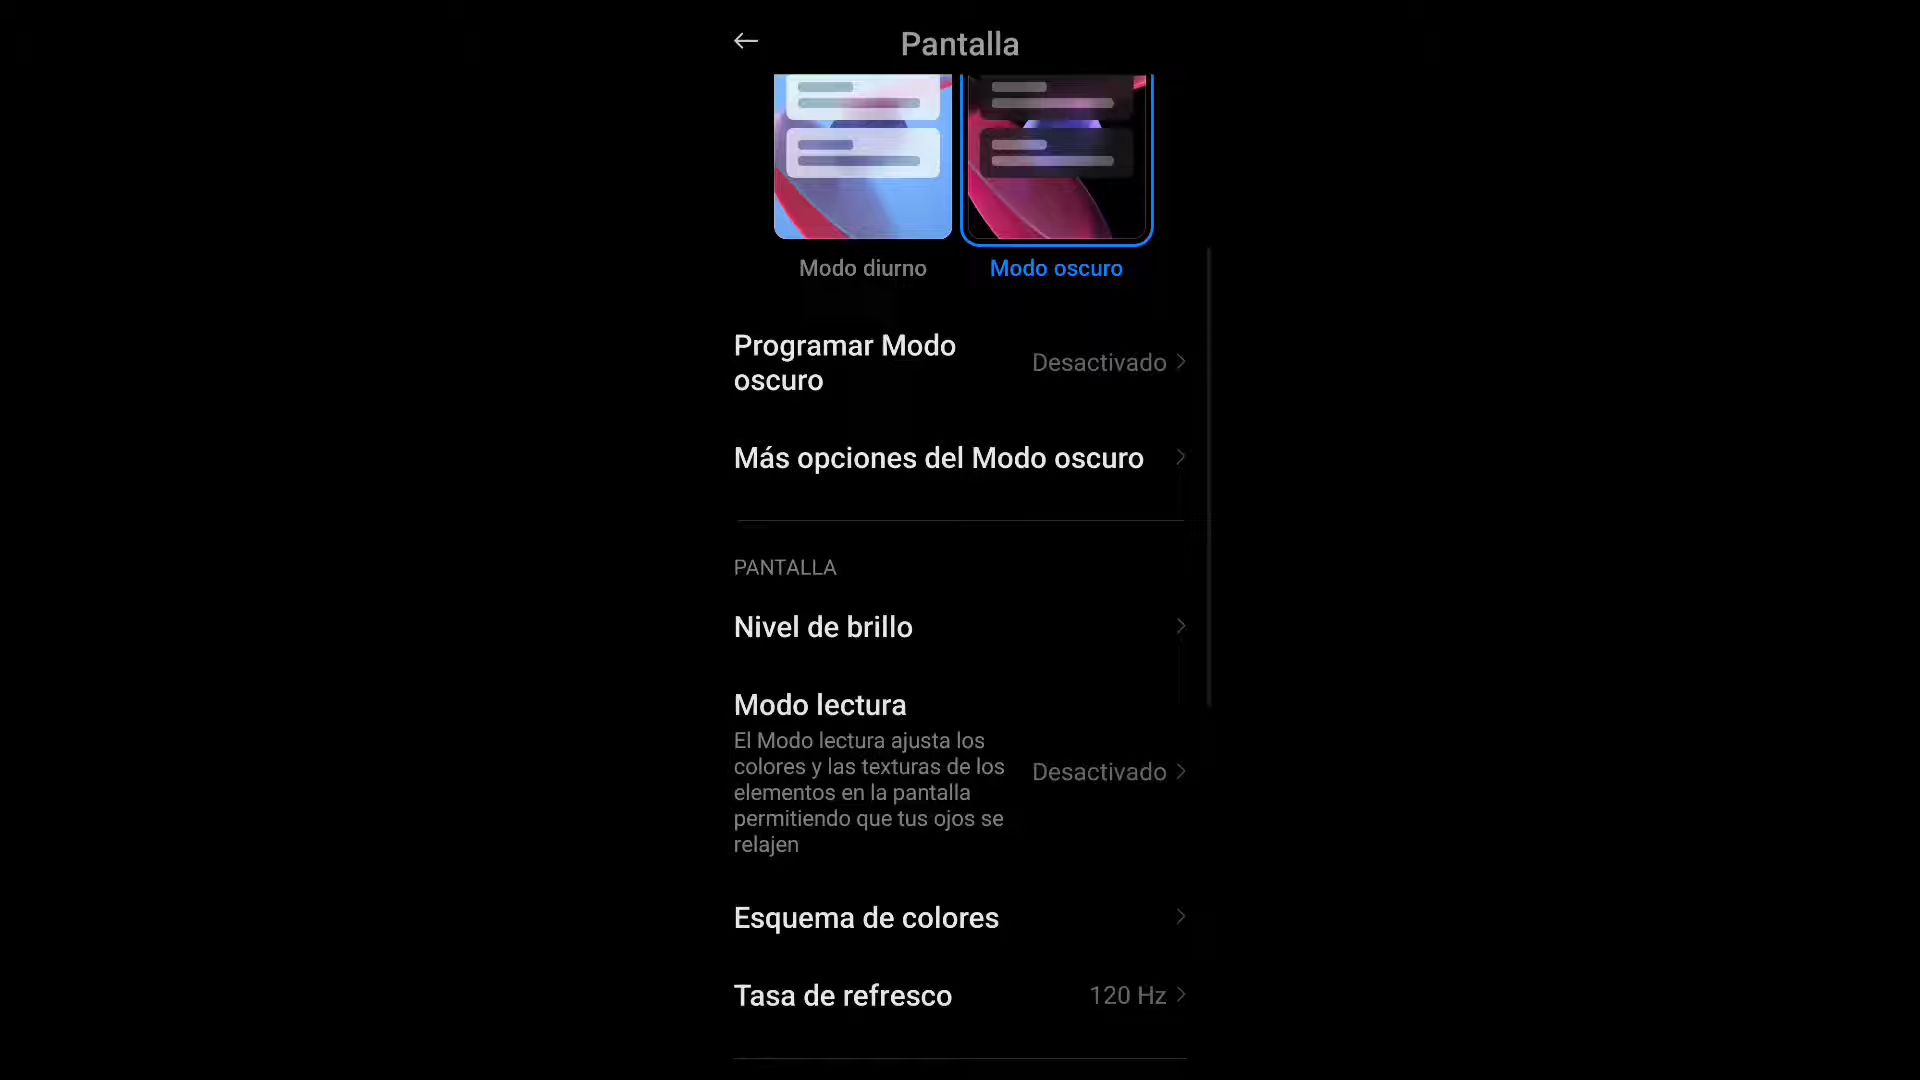 Pantalla
Modo diurno
Modo oscuro
Programar Modo
oscuro
Desactivado
Más opciones del Modo oscuro
PANTALLA
Nivel de brillo
Modo lectura
El Modo lectura ajusta los
colores y las texturas de los
elementos en la pantalla
permitiendo que tus ojos se
relajen
Desactivado
Esquema de colores
Tasa de refresco
120 Hz